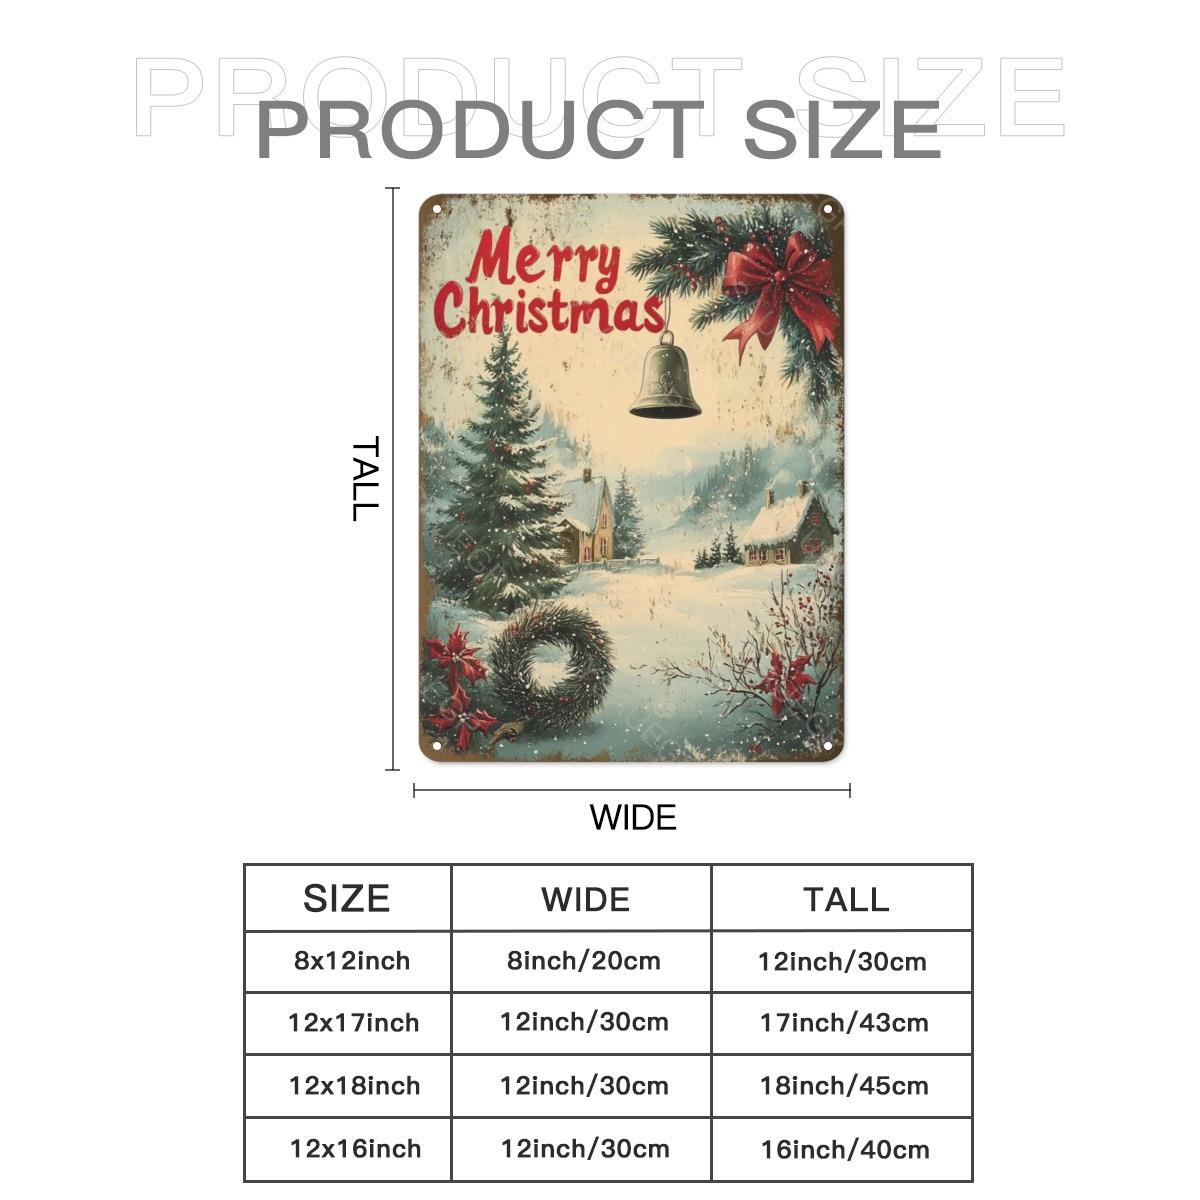 PRODUCT SIZE
PRODUCT SIZE
Merry
Christmas
TALL
WIDE
SIZE WIDE TALL
8x12inch 8inch/20cm 12inch/30cm
12x17inch 12inch/30cm 17inch/43cm
12x18inch 12inch/30cm 18inch/45cm
12x16inch 12inch/30cm 16inch/40cm